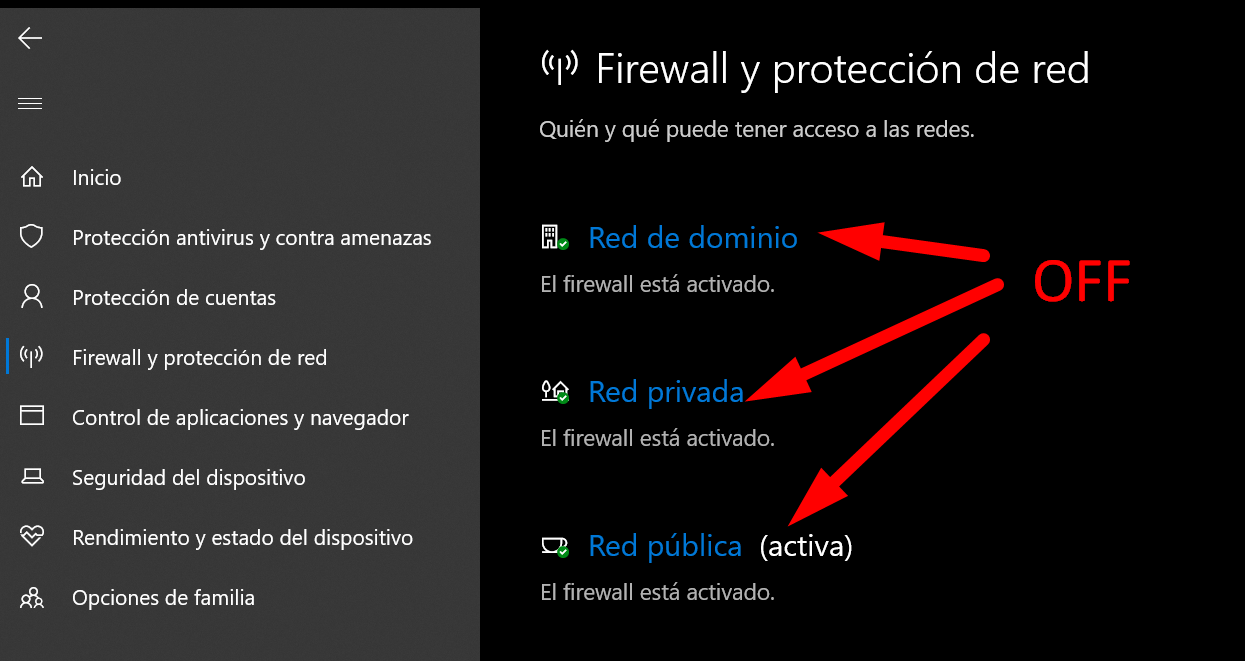 Inicio
Protección antivirus y contra amenazas
Protección de cuentas
Firewall y protección de red
Control de aplicaciones y navegador
Seguridad del dispositivo
Rendimiento y estado del dispositivo
Opciones de familia
Firewall y protección de red
Quién y qué puede tener acceso a las redes.
Red de dominio
El firewall está activado.
OFF
Red privada
El firewall está activado.
Red pública (activa)
El firewall está activado.